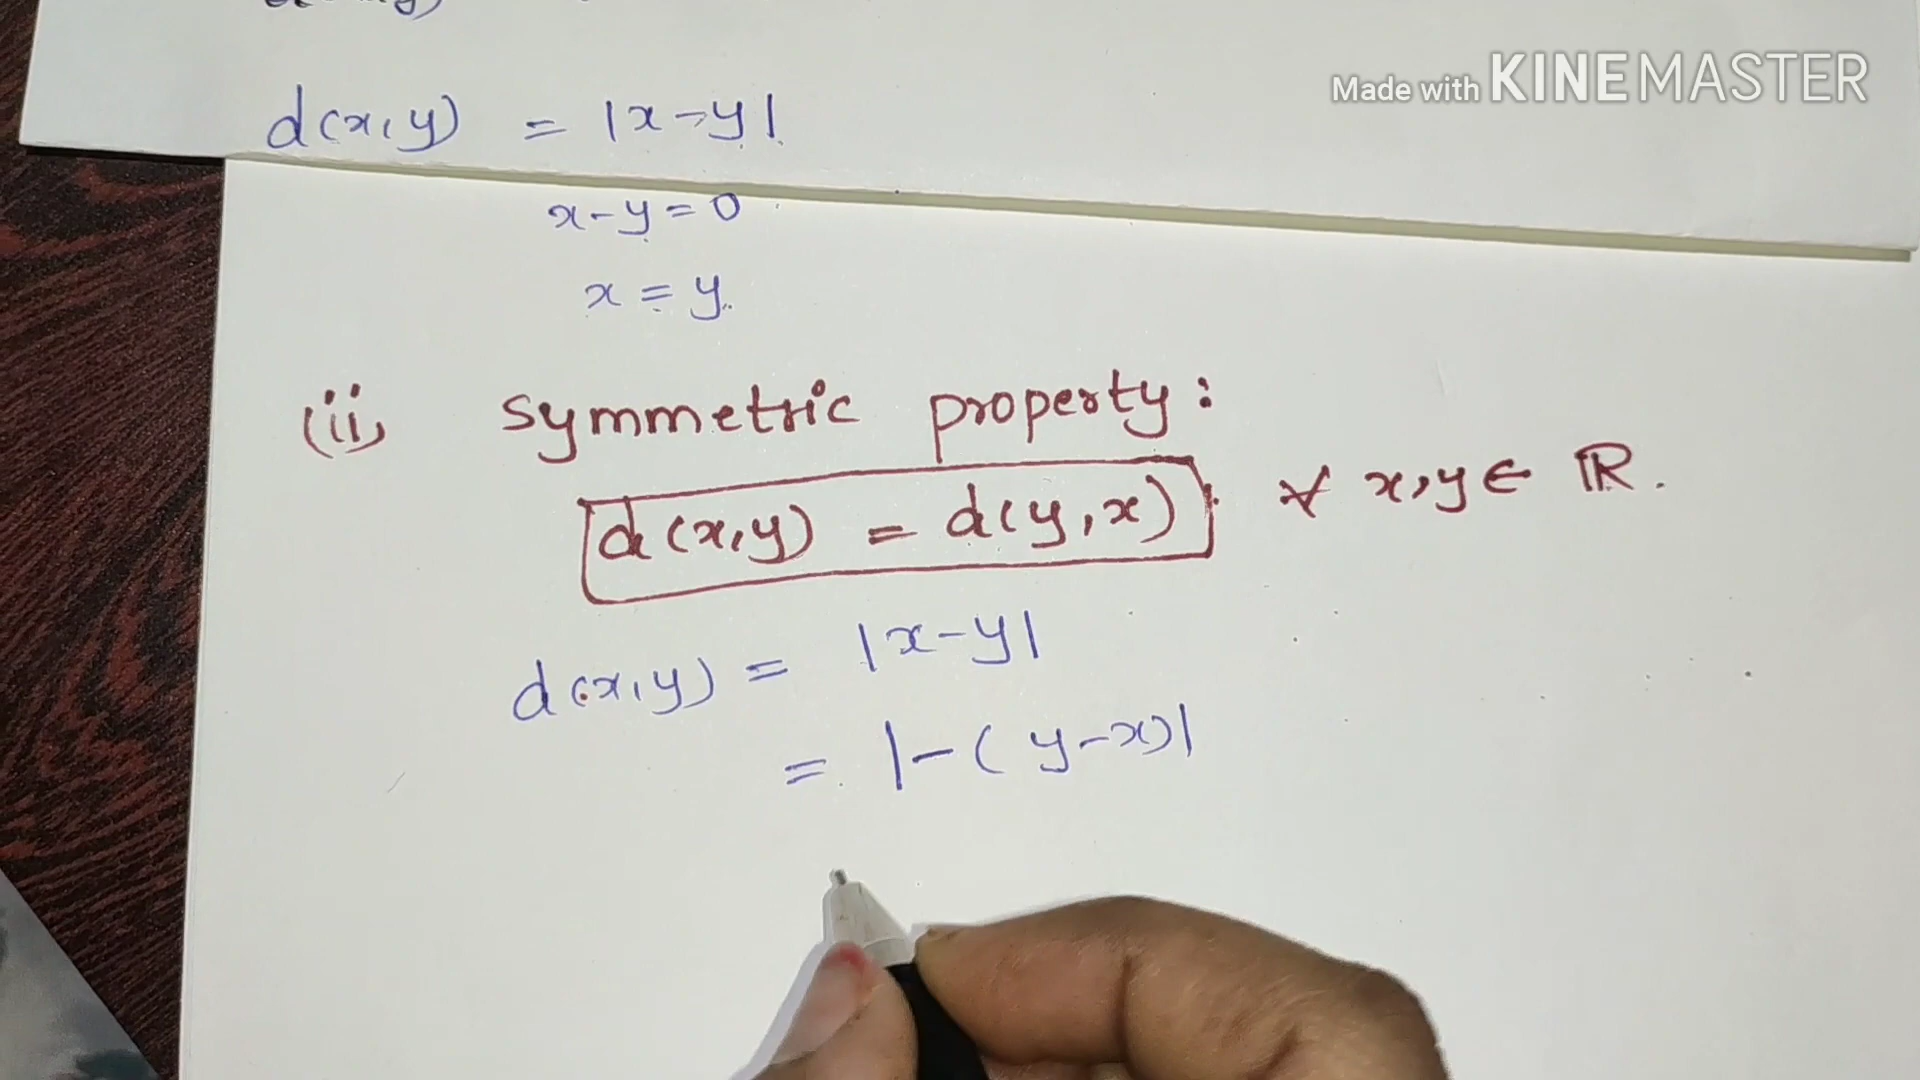 Made with KINEMASTER
d(x,y) = |x-y|
x-y=0
x = y.
(ii) Symmetric property:
d(x,y) = d(y,x) ∀ x,y ∈ ℝ.
d(x,y) = |x-y|
= |-(y-x)|